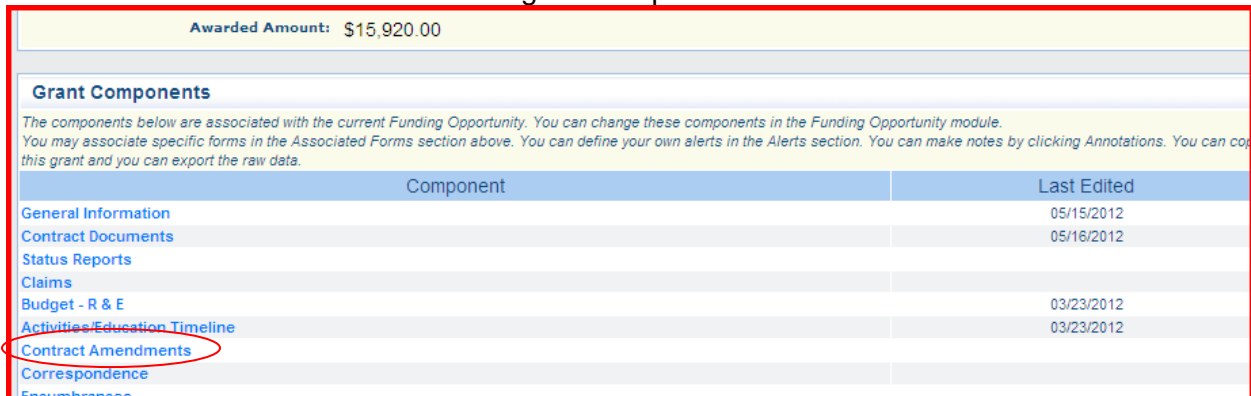 Awarded Amount: $15,920.00
Grant Components
The components below are associated with the current Funding Opportunity. You can change these components in the Funding Opportunity module.
You may associate specific forms in the Associated Forms section above. You can define your own alerts in the Alerts section. You can make notes by clicking Annotations. You can
this grant and you can export the raw data.
Component Last Edited
General Information 05/15/2012
Contract Documents 05/16/2012
Status Reports
Claims
Budget - R & E 03/23/2012
Activities/Education Timeline 03/23/2012
Contract Amendments
Correspondence